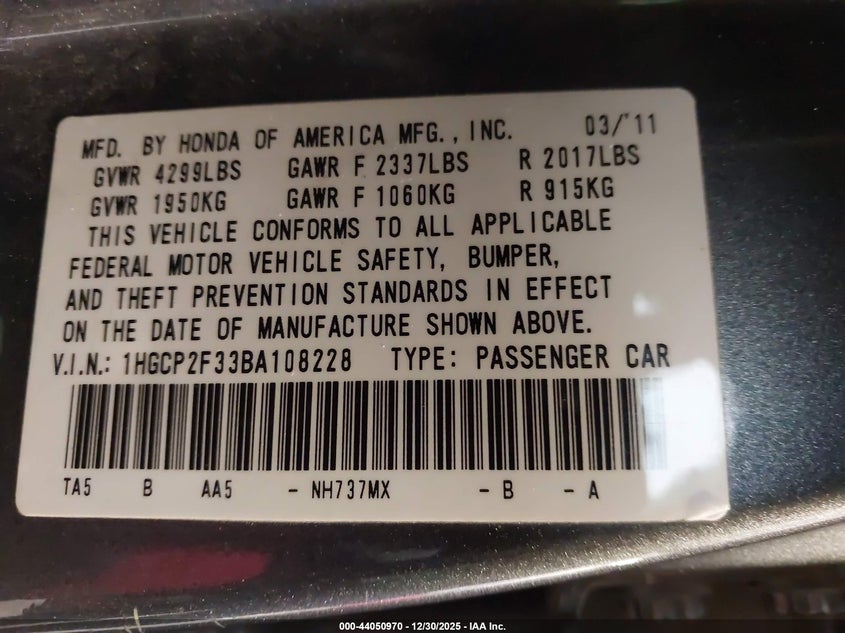 MFD. BY HONDA OF AMERICA MFG., INC. 03/'11
GVWR 4299LBS GAWR F 2337LBS R 2017LBS
GVWR 1950KG GAWR F 1060KG R 915KG
THIS VEHICLE CONFORMS TO ALL APPLICABLE
FEDERAL MOTOR VEHICLE SAFETY, BUMPER,
AND THEFT PREVENTION STANDARDS IN EFFECT
ON THE DATE OF MANUFACTURE SHOWN ABOVE.
V.I.N.: 1HGCP2F33BA108228 TYPE: PASSENGER CAR
TA5 B AA5 - NH737MX - B - A
000-44050970 - 12/30/2025 - IAA Inc.